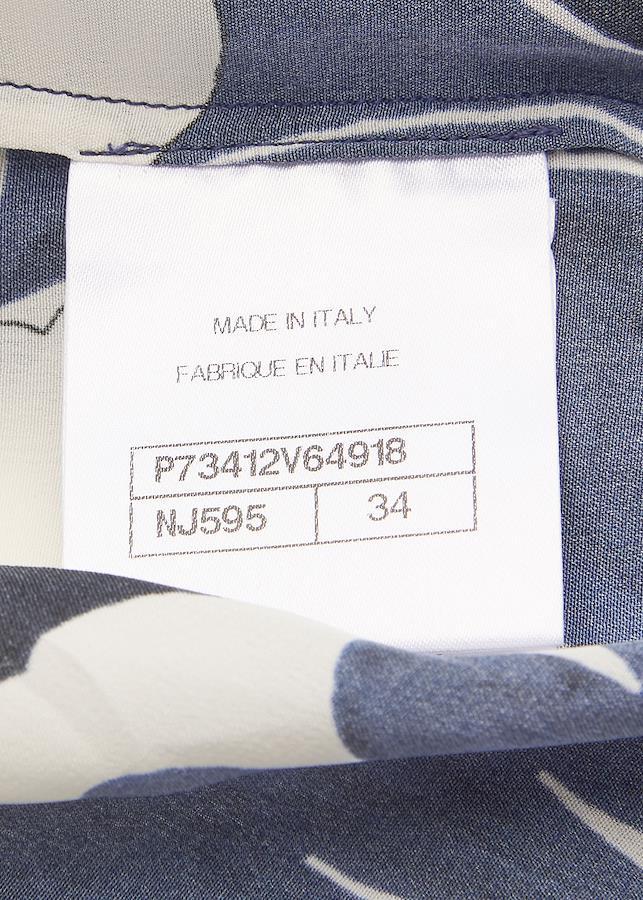 MADE IN ITALY
FABRIQUE EN ITALIE
P73412V64918
NJ595 34